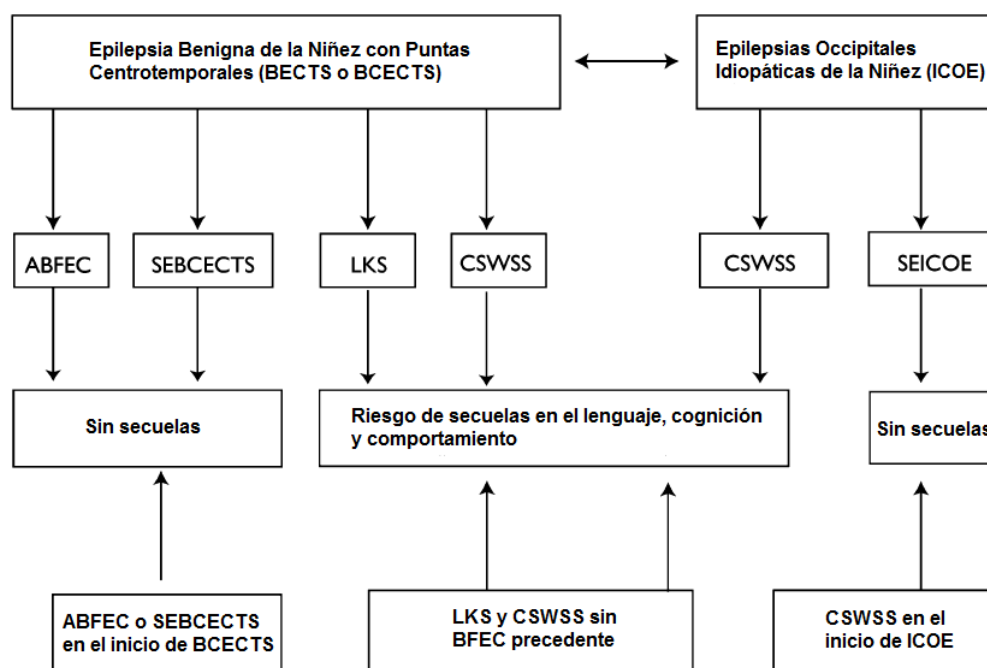 Epilepsia Benigna de la Niñez con Puntas
Centrotemporales (BECTS o BCECTS)
Epilepsias Occipitales
Idiopáticas de la Niñez (ICOE)
ABFEC
SEBCECTS
LKS
CSWSS
CSWSS
SEICOE
Sin secuelas
Riesgo de secuelas en el lenguaje, cognición
y comportamiento
Sin secuelas
ABFEC o SEBCECTS
en el inicio de BCECTS
LKS y CSWSS sin
BFEC precedente
CSWSS en el
inicio de ICOE